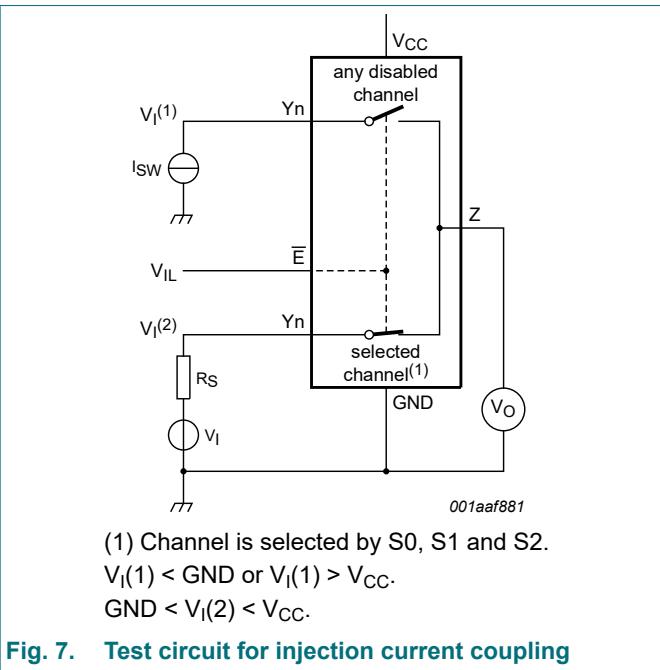 VCC
any disabled
channel
VI(1)
Yn
ISW
Z
E
VIL
VI(2)
Yn
selected
channel(1)
RS
GND
VO
VI
001aaf881
(1) Channel is selected by S0, S1 and S2.
VI(1) < GND or VI(1) > VCC.
GND < VI(2) < VCC.
Fig. 7. Test circuit for injection current coupling